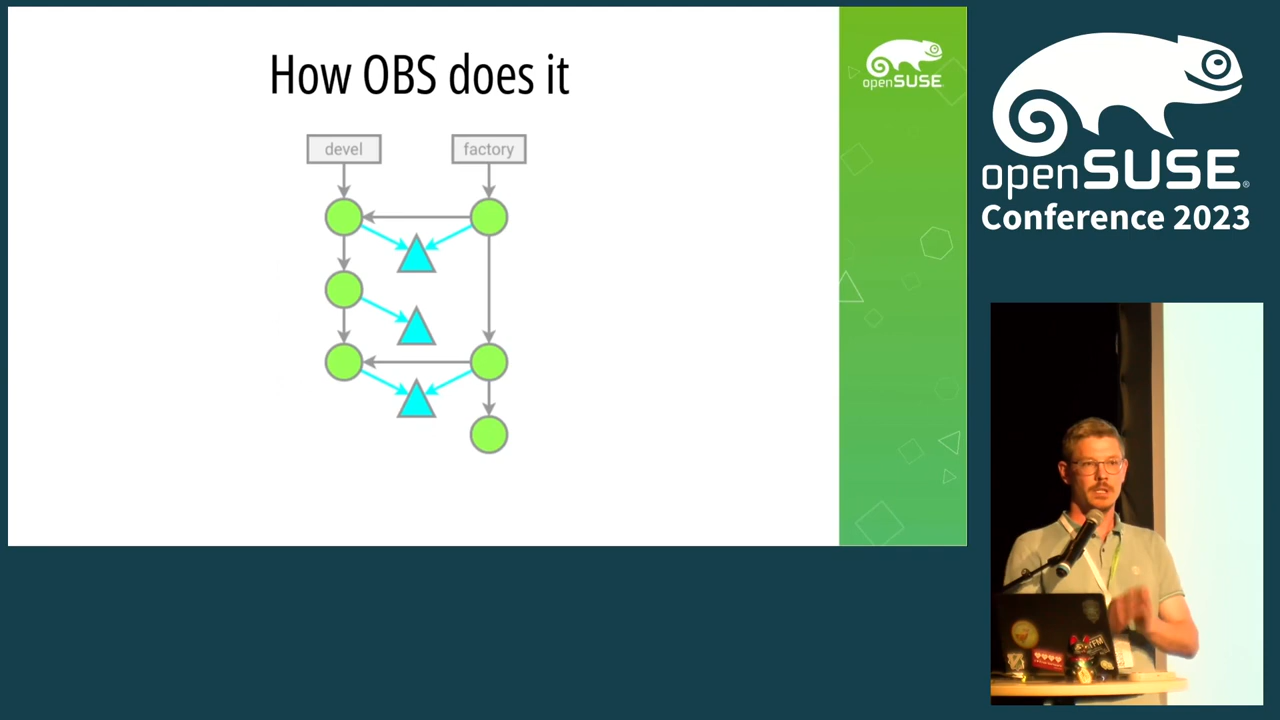 How OBS does it
devel
factory
openSUSE
openSUSE
Conference 2023